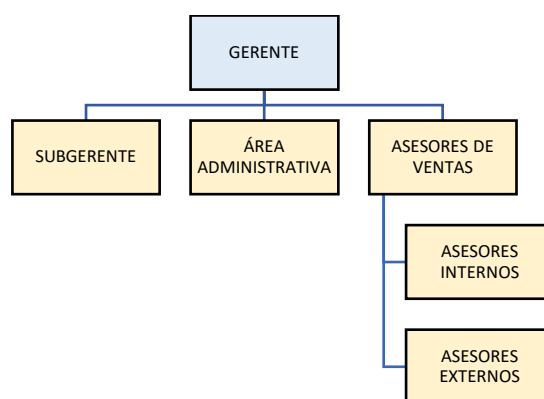 GERENTE
SUBGERENTE
ÁREA
ADMINISTRATIVA
ASESORES DE
VENTAS
ASESORES
INTERNOS
ASESORES
EXTERNOS